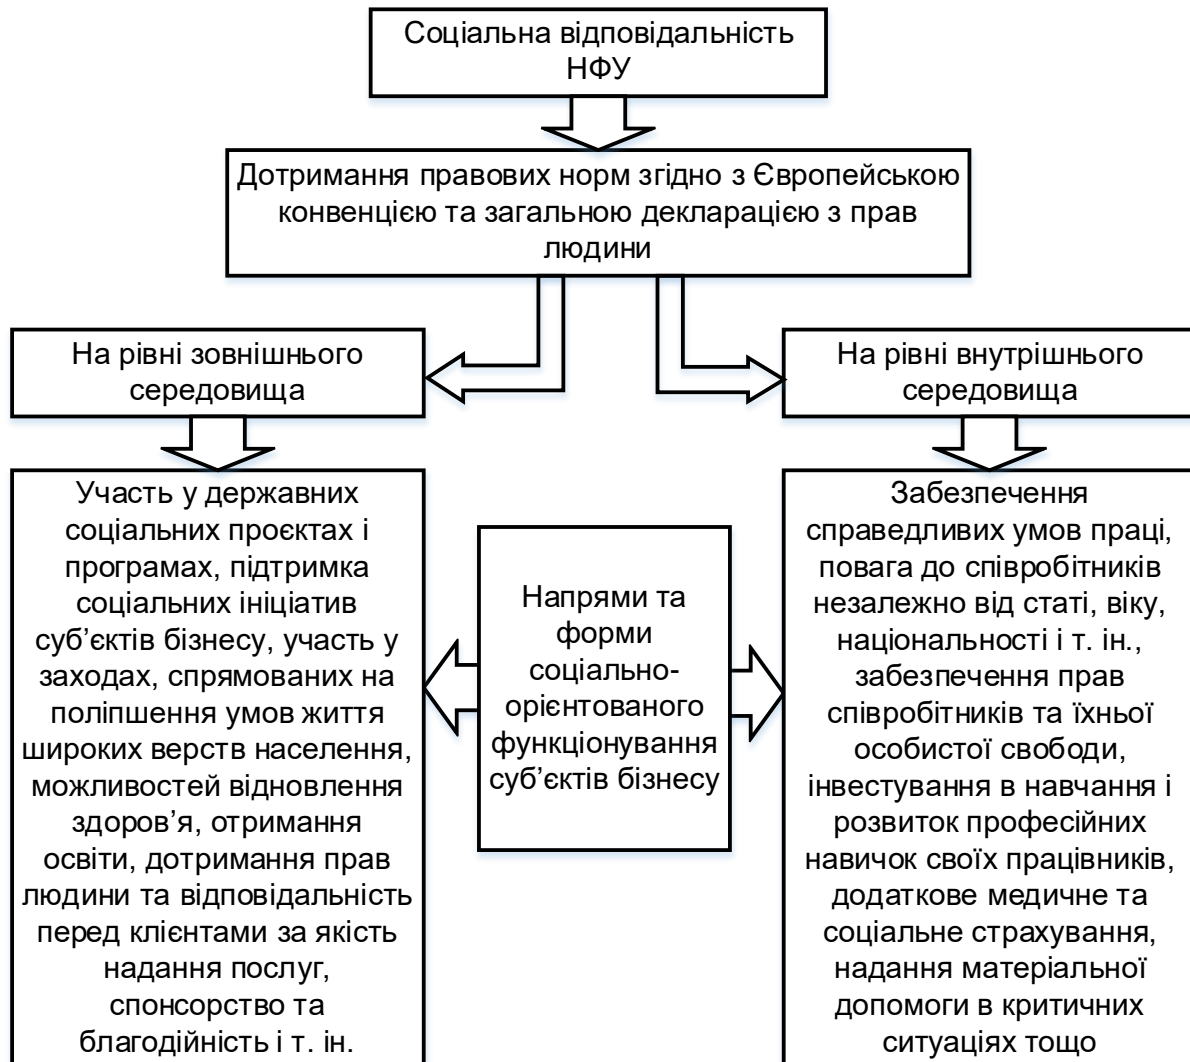 Соціальна відповідальність
НФУ
Дотримання правових норм згідно з Європейською
конвенцією та загальною декларацією з прав
людини
На рівні зовнішнього
середовища
На рівні внутрішнього
середовища
Участь у державних
соціальних проєктах і
програмах, підтримка
соціальних ініціатив
суб’єктів бізнесу, участь у
заходах, спрямованих на
поліпшення умов життя
широких верств населення,
можливостей відновлення
здоров’я, отримання
освіти, дотримання прав
людини та відповідальність
перед клієнтами за якість
надання послуг,
спонсорство та
благодійність і т. ін.
Напрями та
форми
соціально-
орієнтованого
функціонування
суб’єктів бізнесу
Забезпечення
справедливих умов праці,
повага до співробітників
незалежно від статі, віку,
національності і т. ін.,
забезпечення прав
співробітників та їхньої
особистої свободи,
інвестування в навчання і
розвиток професійних
навичок своїх працівників,
додаткове медичне та
соціальне страхування,
надання матеріальної
допомоги в критичних
ситуаціях тощо